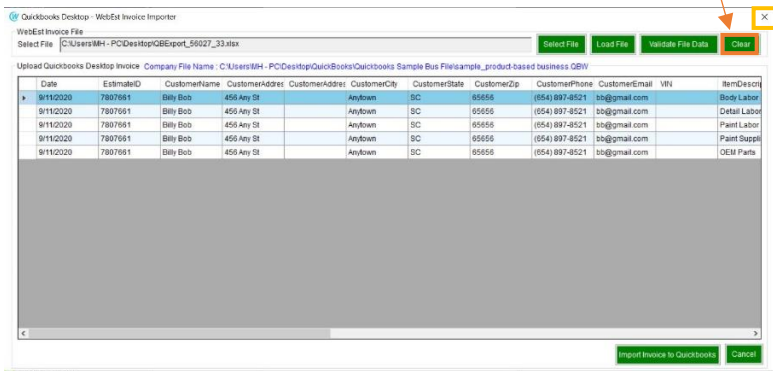 Quickbooks Desktop - WebEst Invoice Importer
WebEst Invoice File
Select File C:\Users\MH - PC\Desktop\QBExport_56027_33.xlsx Select File Load File Validate File Data Clear
Upload Quickbooks Desktop Invoice Company File Name : C:\Users\MH - PC\Desktop\QuickBooks\Quickbooks Sample Bus File\sample_product-based business.QBW
Date EstimateID CustomerName CustomerAddres CustomerAddres CustomerCity CustomerState CustomerZip CustomerPhone CustomerEmail VIN ItemDescrip
9/11/2020 7807661 Billy Bob 456 Any St Anytown SC 65656 (654) 897-8521 bb@gmail.com Body Labor
9/11/2020 7807661 Billy Bob 456 Any St Anytown SC 65656 (654) 897-8521 bb@gmail.com Detail Labor
9/11/2020 7807661 Billy Bob 456 Any St Anytown SC 65656 (654) 897-8521 bb@gmail.com Paint Labor
9/11/2020 7807661 Billy Bob 456 Any St Anytown SC 65656 (654) 897-8521 bb@gmail.com Paint Suppli
9/11/2020 7807661 Billy Bob 456 Any St Anytown SC 65656 (654) 897-8521 bb@gmail.com OEM Parts
Import Invoice to Quickbooks Cancel